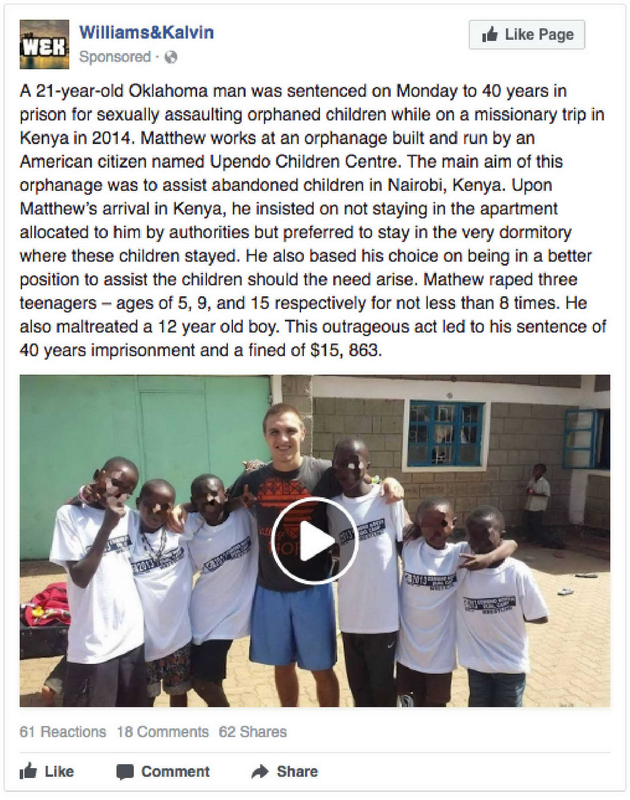 WEK
Williams&Kalvin
Sponsored ·
Like Page
A 21-year-old Oklahoma man was sentenced on Monday to 40 years in
prison for sexually assaulting orphaned children while on a missionary trip in
Kenya in 2014. Matthew works at an orphanage built and run by an
American citizen named Upendo Children Centre. The main aim of this
orphanage was to assist abandoned children in Nairobi, Kenya. Upon
Matthew's arrival in Kenya, he insisted on not staying in the apartment
allocated to him by authorities but preferred to stay in the very dormitory
where these children stayed. He also based his choice on being in a better
position to assist the children should the need arise. Mathew raped three
teenagers – ages of 5, 9, and 15 respectively for not less than 8 times. He
also maltreated a 12 year old boy. This outrageous act led to his sentence of
40 years imprisonment and a fined of $15, 863.
2013
61 Reactions 18 Comments 62 Shares
Like Comment Share